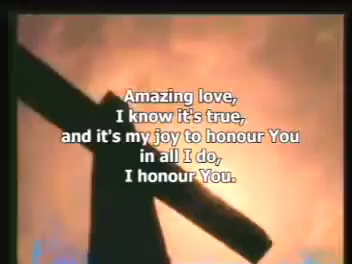 Amazing love,
I know it's true,
and it's my joy to honour You
in all I do,
I honour You.